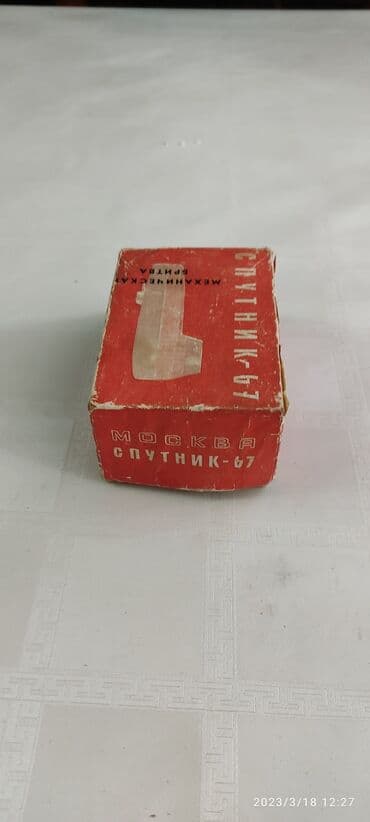 МЕХАНИЧЕСКАЯ
БРИТВА
СПУТНИК-67
МОСКВА
СПУТНИК-67
2023/3/18 12:27